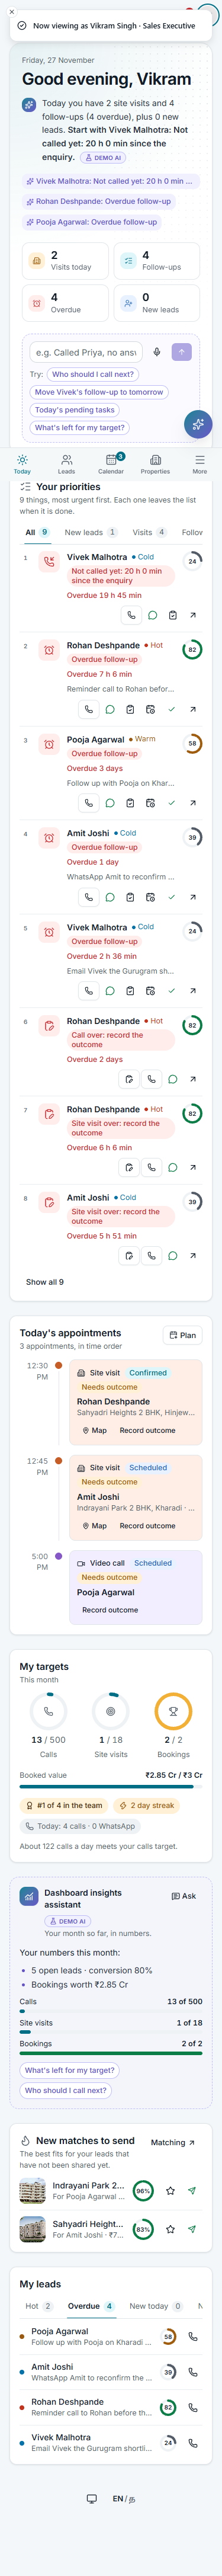 Now viewing as Vikram Singh · Sales Executive
Friday, 27 November
Good evening, Vikram
Today you have 2 site visits and 4
follow-ups (4 overdue), plus 0 new
leads. Start with Vivek Malhotra: Not
called yet: 20 h 0 min since the
enquiry. DEMO AI
Vivek Malhotra: Not called yet: 20 h 0 min ...
Rohan Deshpande: Overdue follow-up
Pooja Agarwal: Overdue follow-up
2
Visits today
4
Follow-ups
4
Overdue
0
New leads
e.g. Called Priya, no answ
Try: Who should I call next?
Move Vivek's follow-up to tomorrow
Today's pending tasks
What's left for my target?
Today
Leads
3
Calendar
Properties
More
Your priorities
9 things, most urgent first. Each one leaves the list
when it is done.
All 9
New leads 1
Visits 4
Follow
1
Vivek Malhotra Cold
24
Not called yet: 20 h 0 min
since the enquiry
Overdue 19 h 45 min
2
Rohan Deshpande Hot
82
Overdue follow-up
Overdue 7 h 6 min
Reminder call to Rohan befor...
3
Pooja Agarwal Warm
58
Overdue follow-up
Overdue 3 days
Follow up with Pooja on Khar...
4
Amit Joshi Cold
39
Overdue follow-up
Overdue 1 day
WhatsApp Amit to reconfirm ...
5
Vivek Malhotra Cold
24
Overdue follow-up
Overdue 2 h 36 min
Email Vivek the Gurugram sh...
6
Rohan Deshpande Hot
82
Call over: record the
outcome
Overdue 2 days
7
Rohan Deshpande Hot
82
Site visit over: record the
outcome
Overdue 6 h 6 min
8
Amit Joshi Cold
39
Site visit over: record the
outcome
Overdue 5 h 51 min
Show all 9
Today's appointments
3 appointments, in time order
Plan
12:30
PM
Site visit Confirmed
Needs outcome
Rohan Deshpande
Sahyadri Heights 2 BHK, Hinjew...
Map Record outcome
12:45
PM
Site visit Scheduled
Needs outcome
Amit Joshi
Indrayani Park 2 BHK, Kharadi · ...
Map Record outcome
5:00
PM
Video call Scheduled
Needs outcome
Pooja Agarwal
Record outcome
My targets
This month
13 / 500
Calls
1 / 18
Site visits
2 / 2
Bookings
Booked value ₹2.85 Cr / ₹3 Cr
#1 of 4 in the team
2 day streak
Today: 4 calls · 0 WhatsApp
About 122 calls a day meets your calls target.
Dashboard insights
assistant
Ask
DEMO AI
Your month so far, in numbers.
Your numbers this month:
• 5 open leads · conversion 80%
• Bookings worth ₹2.85 Cr
Calls 13 of 500
Site visits 1 of 18
Bookings 2 of 2
What's left for my target?
Who should I call next?
New matches to send
Matching
The best fits for your leads that
have not been shared yet.
Indrayani Park 2...
For Pooja Agarwal ...
96%
Sahyadri Height...
For Amit Joshi · ₹7...
83%
My leads
Hot 2
Overdue 4
New today 0
Pooja Agarwal
Follow up with Pooja on Kharadi ...
58
Amit Joshi
WhatsApp Amit to reconfirm the ...
39
Rohan Deshpande
Reminder call to Rohan before th...
82
Vivek Malhotra
Email Vivek the Gurugram shortli...
24
EN / த